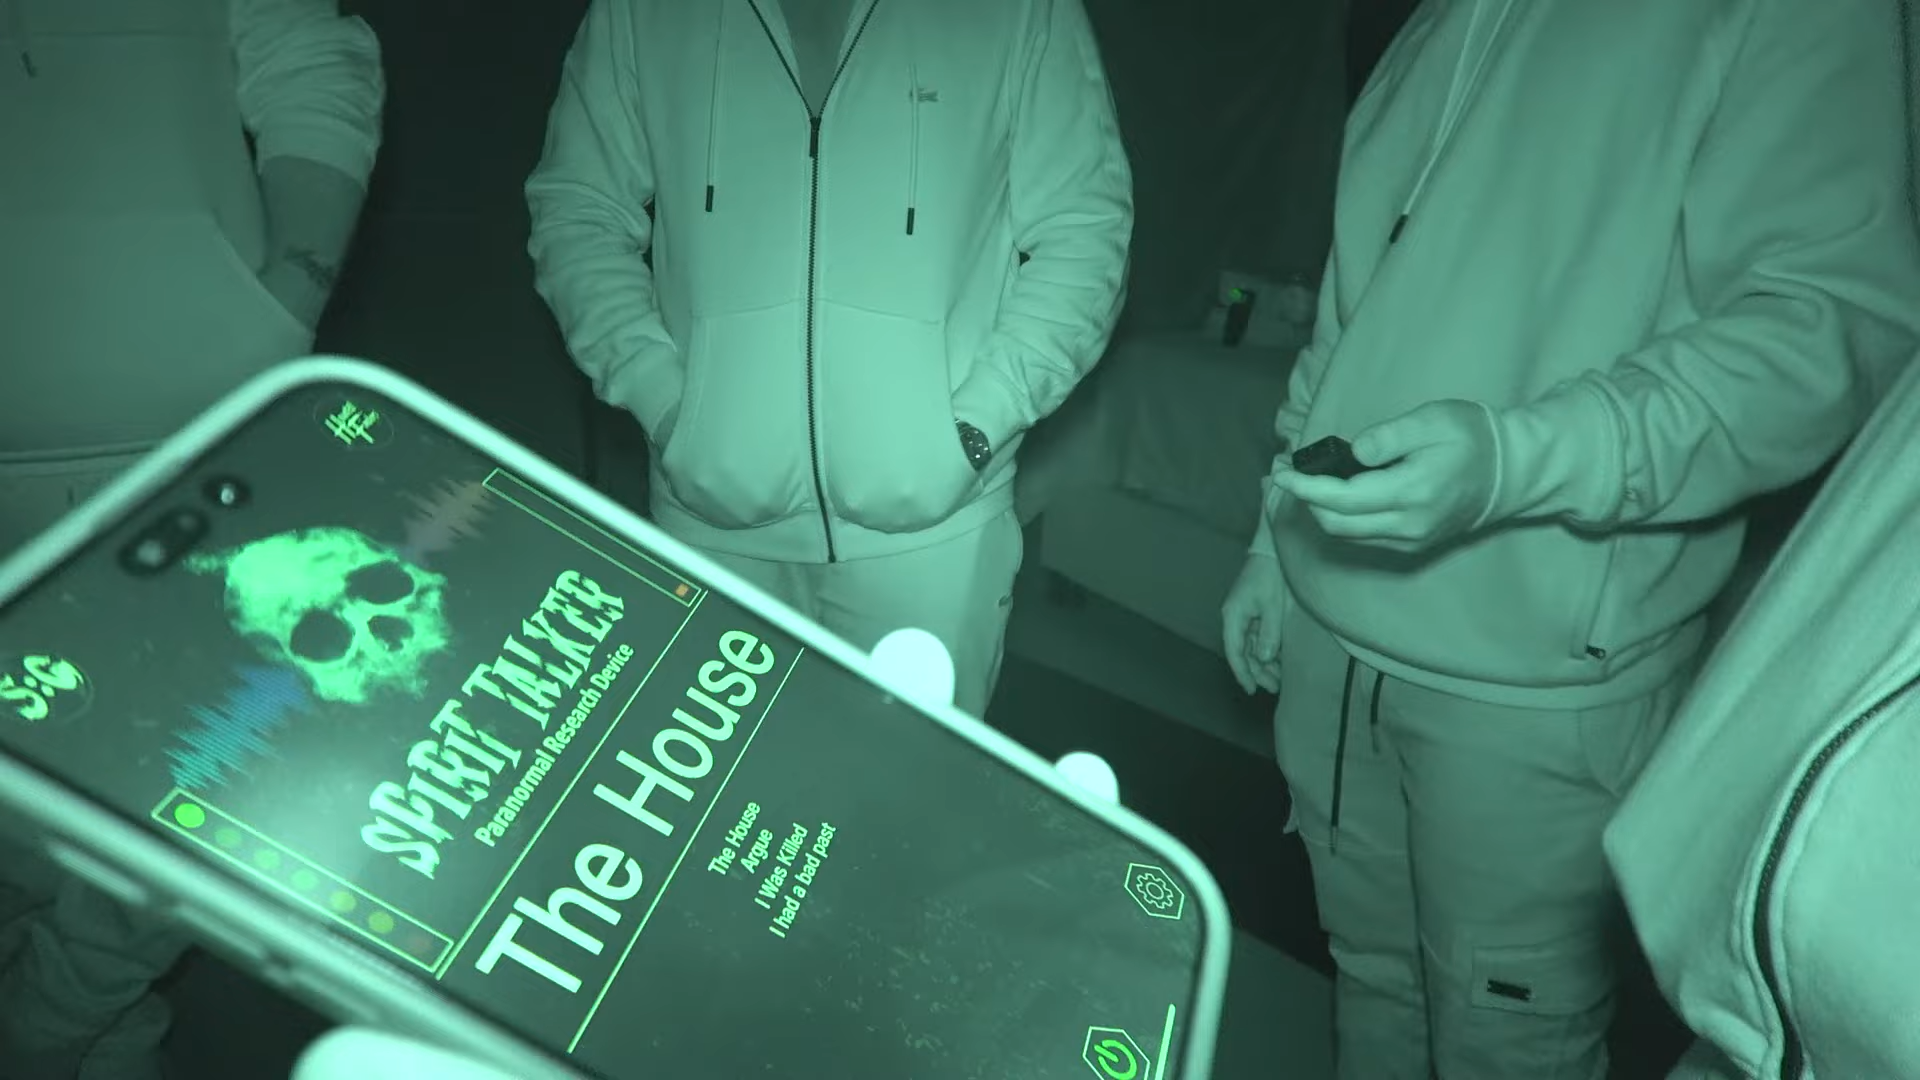 S:G
SPIRIT TALKER
Paranormal Research Device
The House
The House
Argue
I Was Killed
I had a bad past